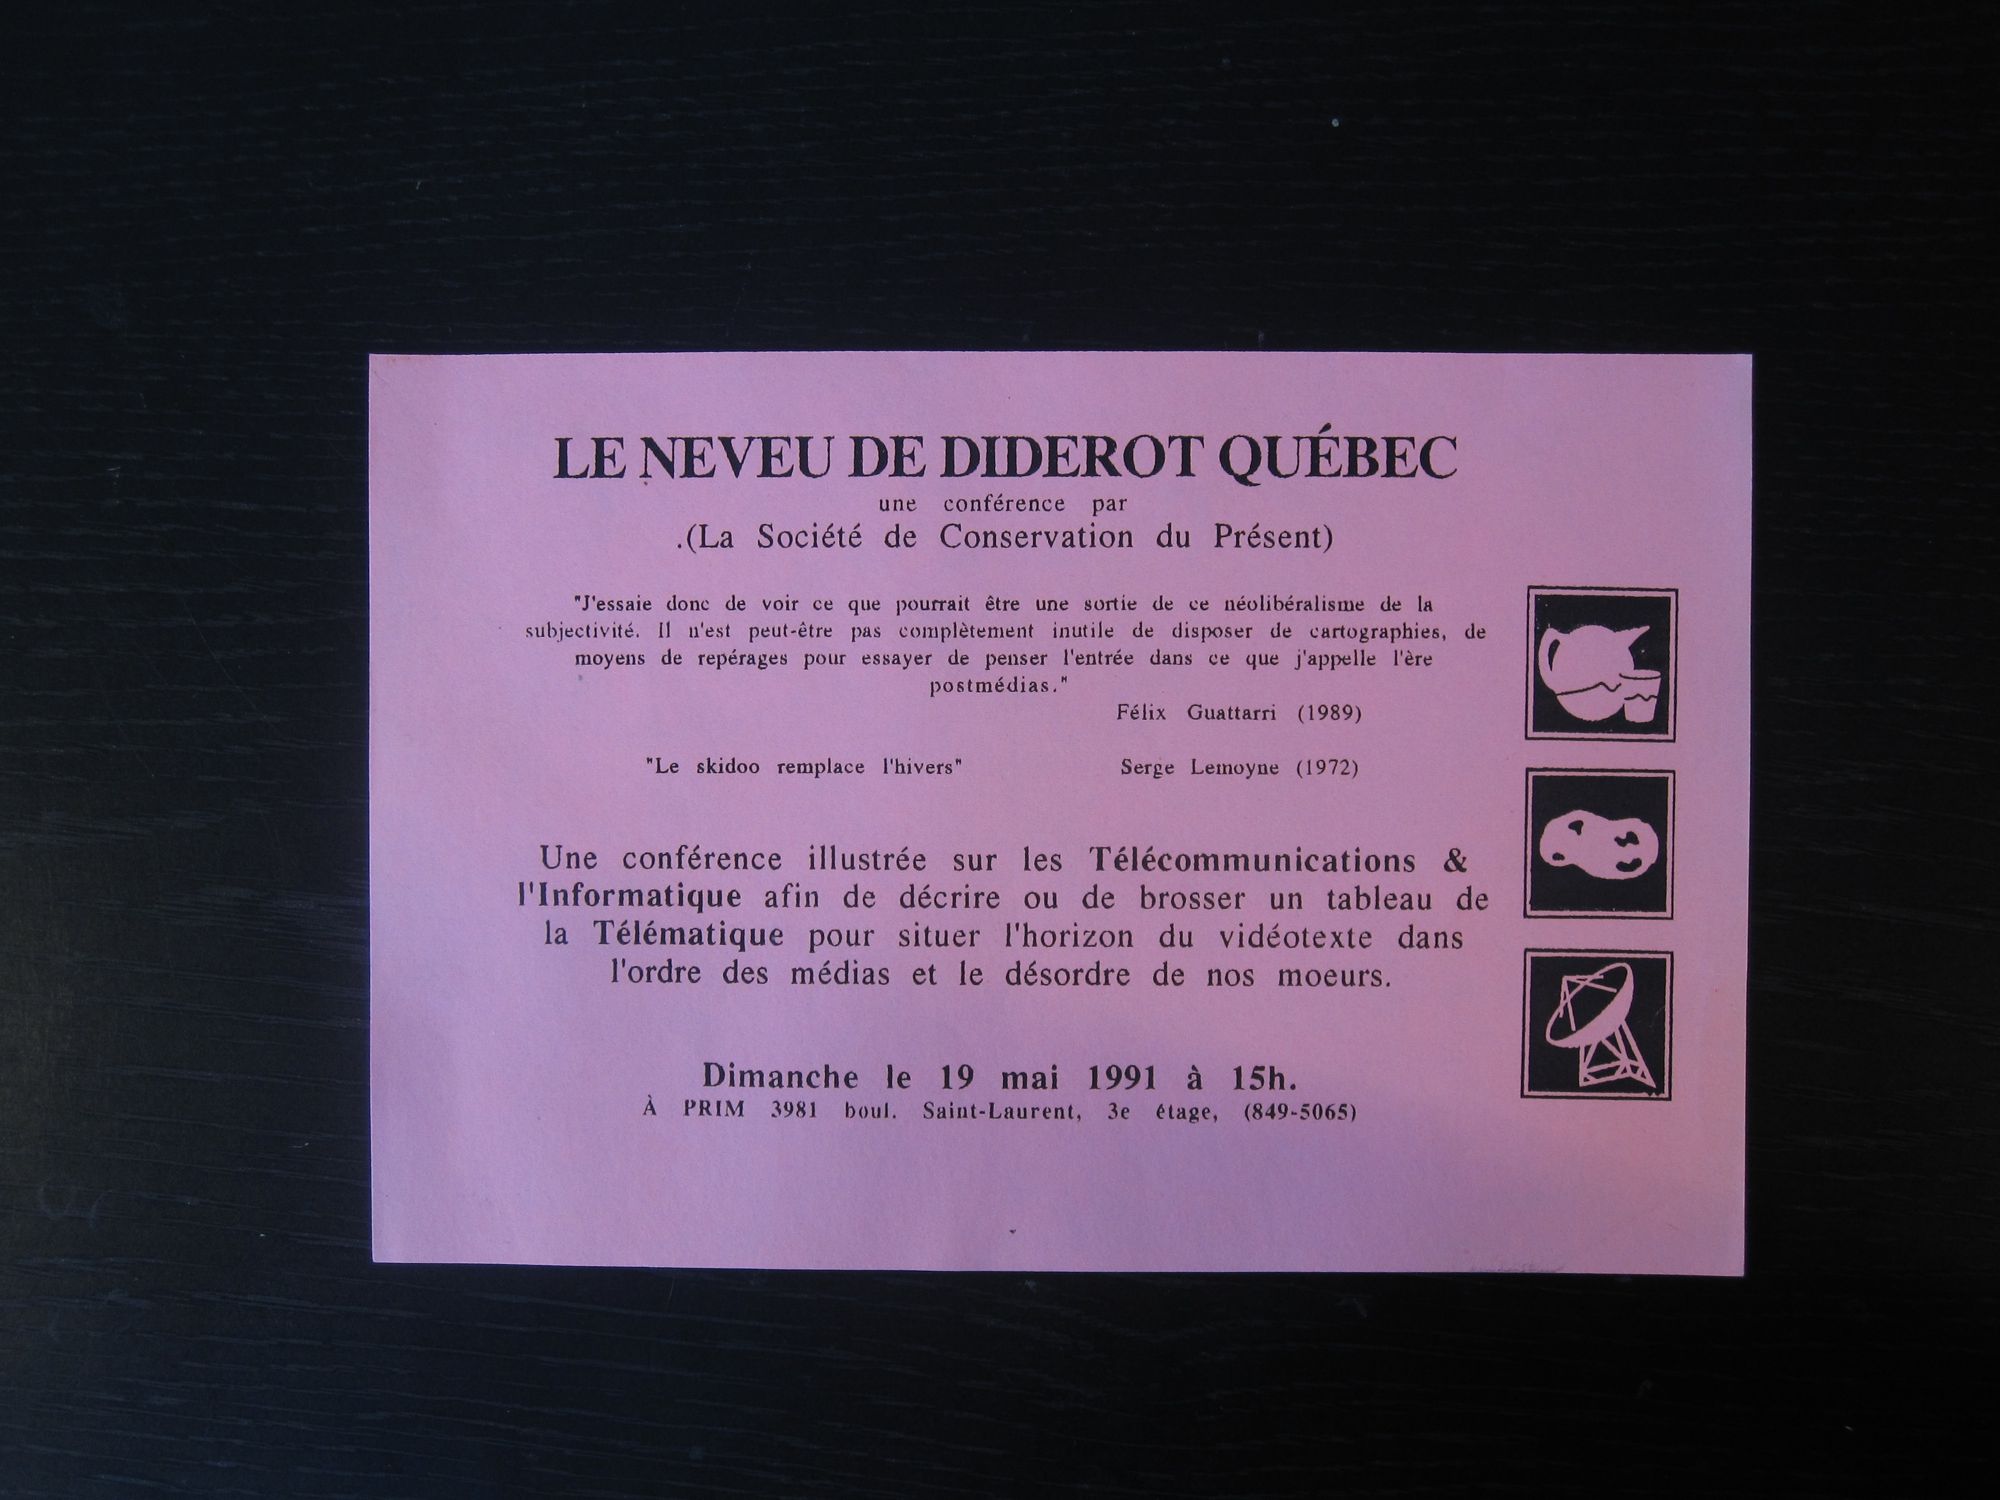 LE NEVEU DE DIDEROT QUÉBEC
une conférence par
.(La Société de Conservation du Présent)
"J'essaie donc de voir ce que pourrait être une sortie de ce néolibéralisme de la
subjectivité. Il n'est peut-être pas complètement inutile de disposer de cartographies, de
moyens de repérages pour essayer de penser l'entrée dans ce que j'appelle l'ère
postmédias."
Félix Guattarri (1989)
"Le skidoo remplace l'hivers" Serge Lemoyne (1972)
Une conférence illustrée sur les Télécommunications &
l'Informatique afin de décrire ou de brosser un tableau de
la Télématique pour situer l'horizon du vidéotexte dans
l'ordre des médias et le désordre de nos moeurs.
Dimanche le 19 mai 1991 à 15h.
À PRIM 3981 boul. Saint-Laurent, 3e étage, (849-5065)